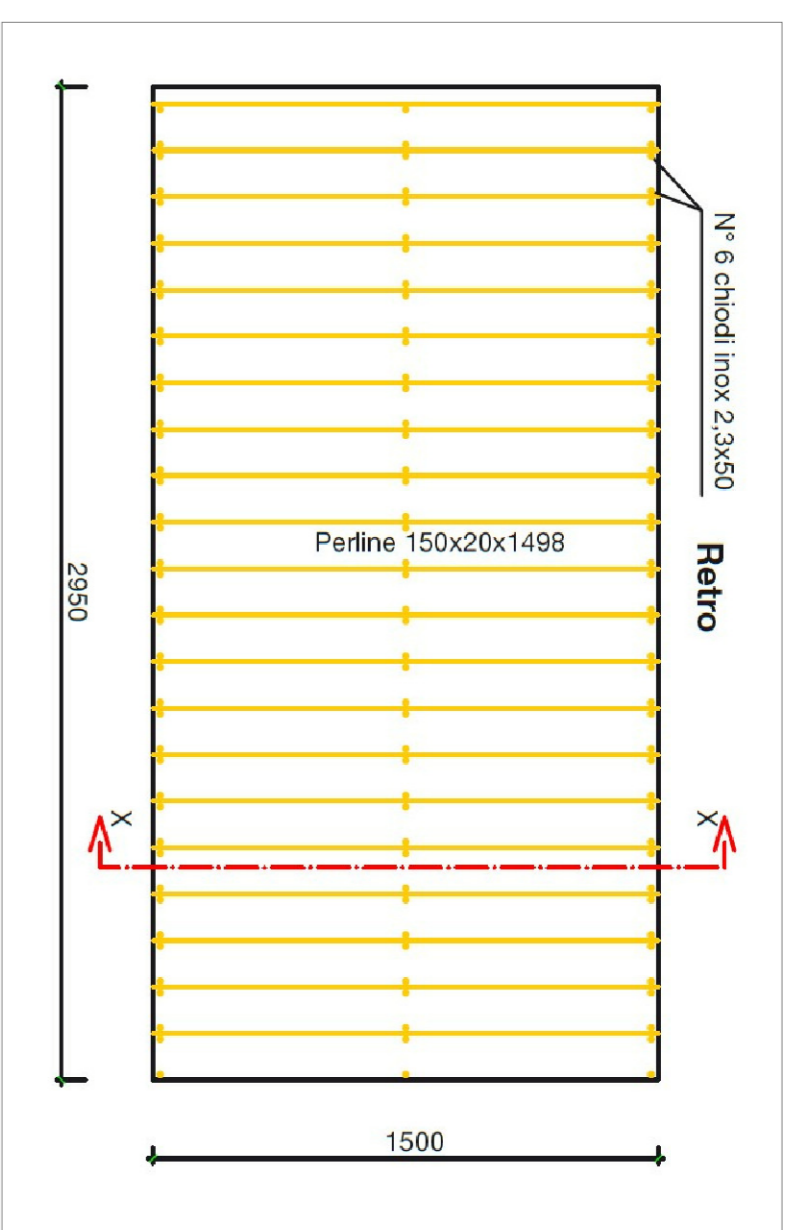 N° 6 chiodi inox 2,3x50
Perline 150x20x1498
Retro
2950
X
X
1500